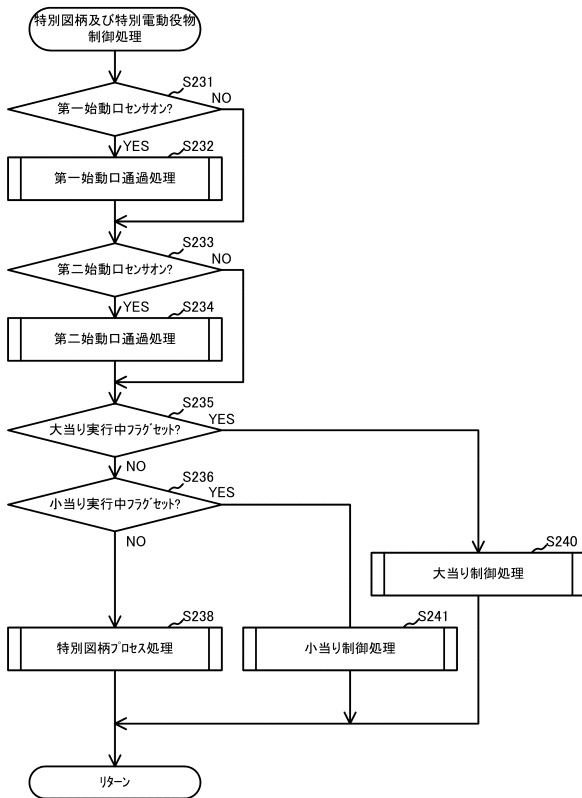 特別図柄及び特別電動役物
制御処理
S231
第一始動口センサオン?
NO
YES
S232
第一始動口通過処理
S233
第二始動口センサオン?
NO
YES
S234
第二始動口通過処理
S235
大当り実行中フラグセット?
YES
NO
S236
小当り実行中フラグセット?
YES
NO
S240
大当り制御処理
S238
特別図柄プロセス処理
S241
小当り制御処理
リターン